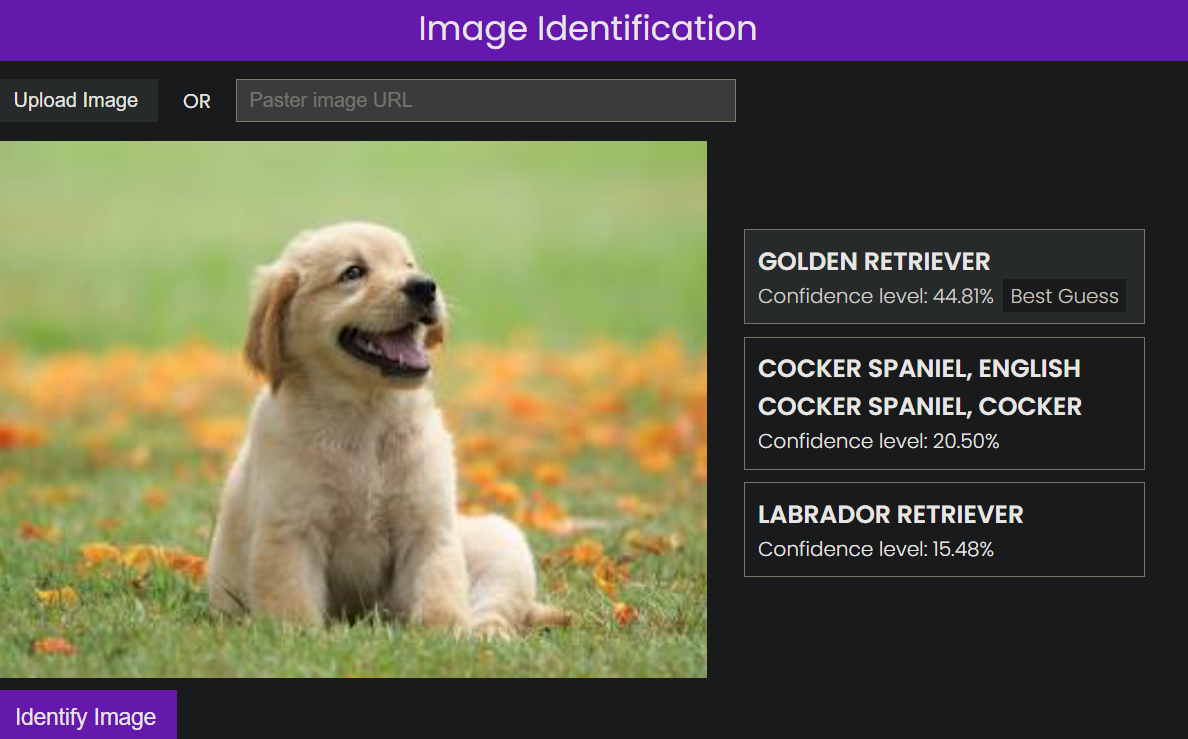 Image Identification
Upload Image OR Paster image URL
GOLDEN RETRIEVER
Confidence level: 44.81% Best Guess
COCKER SPANIEL, ENGLISH
COCKER SPANIEL, COCKER
Confidence level: 20.50%
LABRADOR RETRIEVER
Confidence level: 15.48%
Identify Image